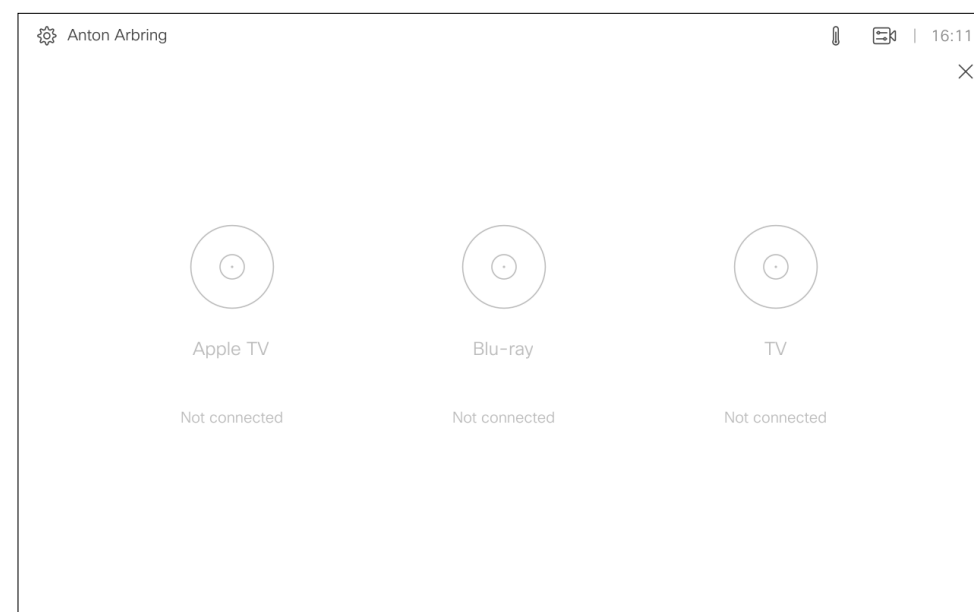 Anton Arbring | 16:11
Apple TV Blu-ray TV
Not connected Not connected Not connected